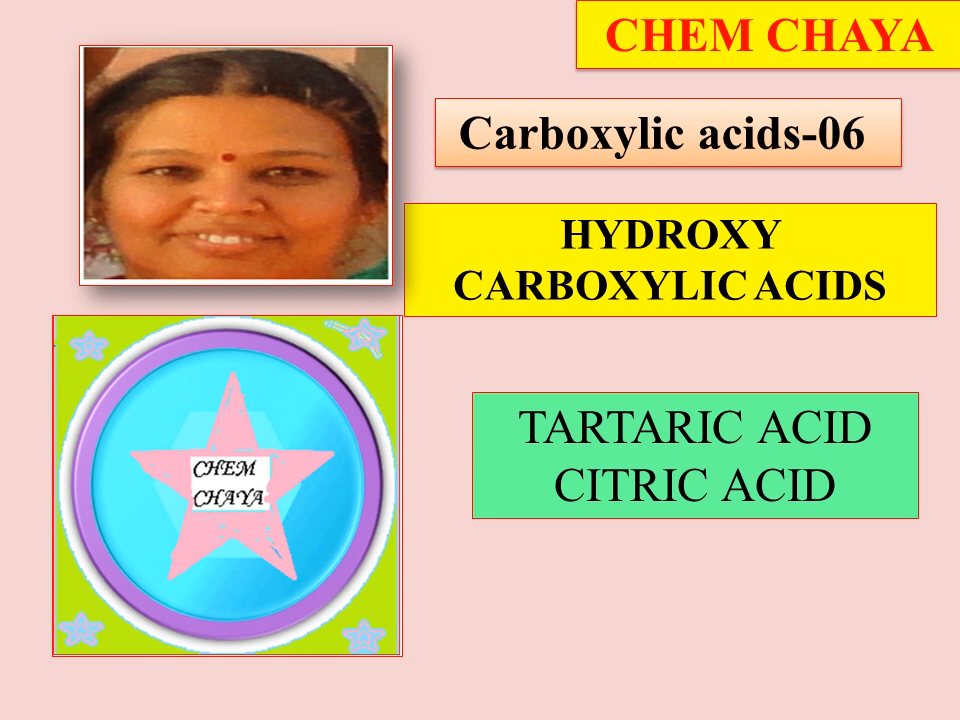 CHEM CHAYA
Carboxylic acids-06
HYDROXY
CARBOXYLIC ACIDS
CHEM
CHAYA
TARTARIC ACID
CITRIC ACID